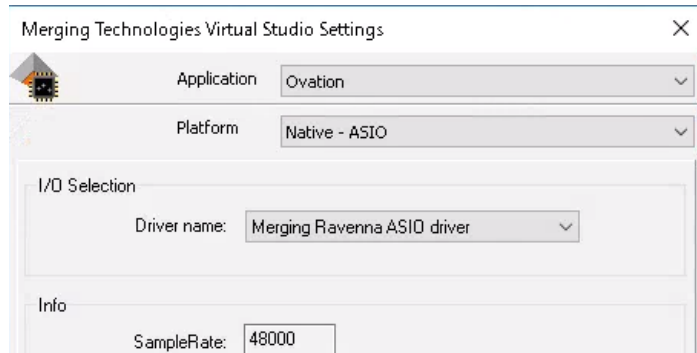 Merging Technologies Virtual Studio Settings
Application Ovation
Platform Native - ASIO
I/O Selection
Driver name: Merging Ravenna ASIO driver
Info
SampleRate: 48000